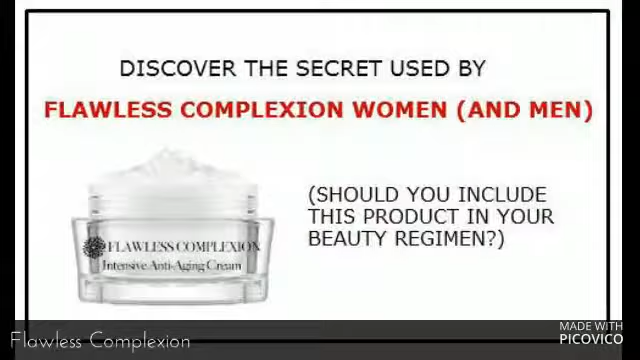 DISCOVER THE SECRET USED BY
FLAWLESS COMPLEXION WOMEN (AND MEN)
(SHOULD YOU INCLUDE
THIS PRODUCT IN YOUR
BEAUTY REGIMEN?)
FLAWLESS COMPLEXION
Intensive Anti-Aging Cream
Flawless Complexion
MADE WITH
PICOVICO